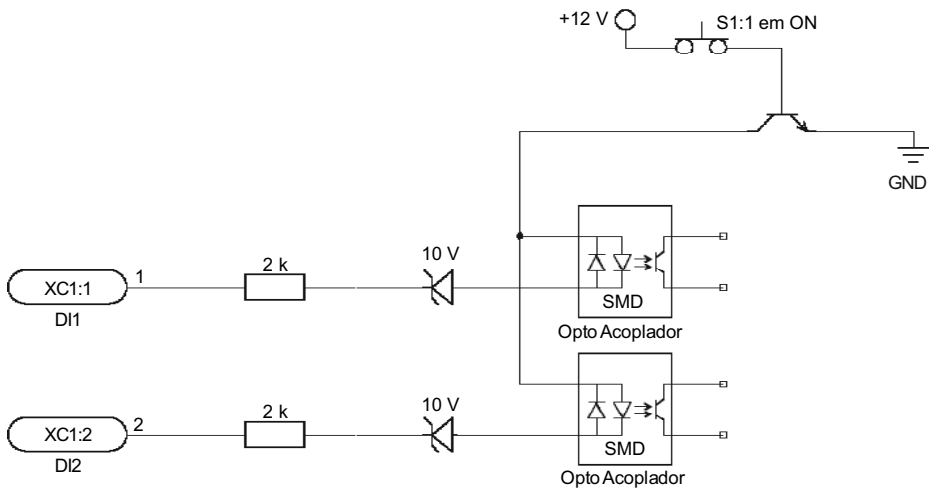 +12 V
S1:1 em ON
GND
10 V
2 k
1
XC1:1
DI1
SMD
Opto Acoplador
10 V
2 k
2
XC1:2
DI2
SMD
Opto Acoplador